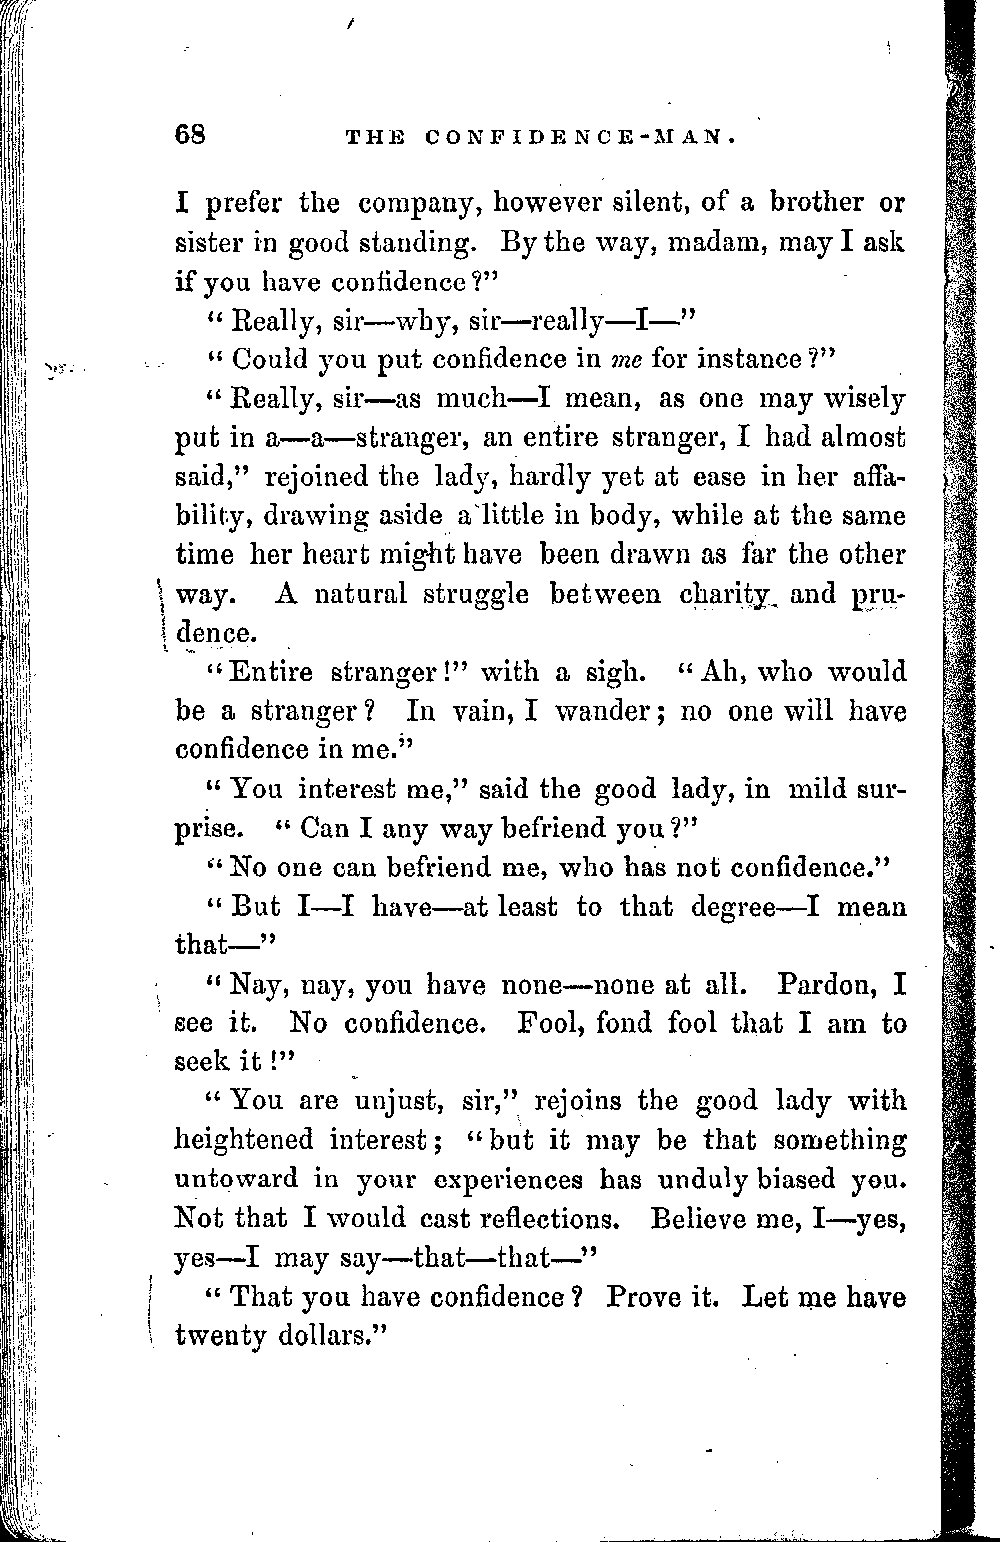 68 THE CONFIDENCE-MAN.
I prefer the company, however silent, of a brother or
sister in good standing. By the way, madam, may I ask
if you have confidence?”
“Really, sir—why, sir—really—I—”
“Could you put confidence in me for instance?”
“Really, sir—as much—I mean, as one may wisely
put in a—a—stranger, an entire stranger, I had almost
said,” rejoined the lady, hardly yet at ease in her affa-
bility, drawing aside a little in body, while at the same
time her heart might have been drawn as far the other
way. A natural struggle between charity and pru-
dence.
“Entire stranger!” with a sigh. “Ah, who would
be a stranger? In vain, I wander; no one will have
confidence in me.”
“You interest me,” said the good lady, in mild sur-
prise. “Can I any way befriend you?”
“No one can befriend me, who has not confidence.”
“But I—I have—at least to that degree—I mean
that—”
“Nay, nay, you have none—none at all. Pardon, I
see it. No confidence. Fool, fond fool that I am to
seek it!”
“You are unjust, sir,” rejoins the good lady with
heightened interest; “but it may be that something
untoward in your experiences has unduly biased you.
Not that I would cast reflections. Believe me, I—yes,
yes—I may say—that—that—”
“That you have confidence? Prove it. Let me have
twenty dollars.”